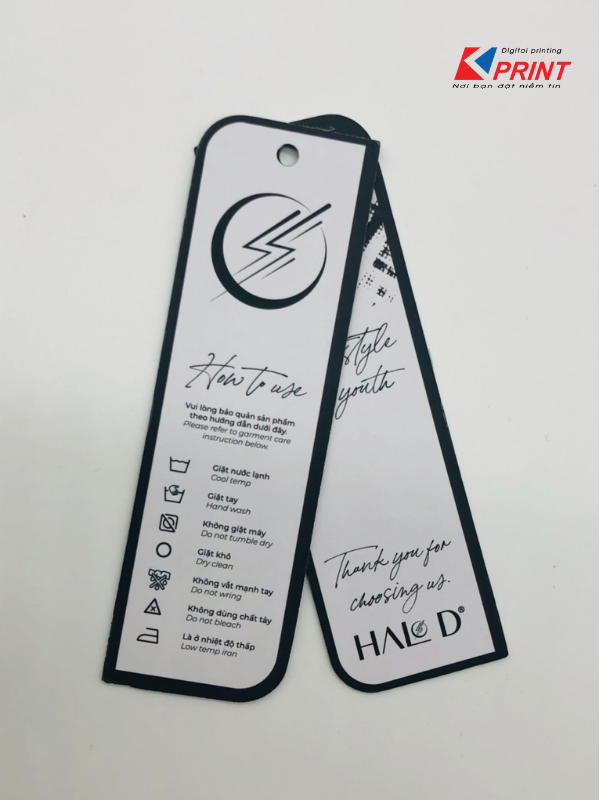 Digital printing
KPRINT
Nơi bạn đặt niềm tin
How to use
Vui lòng bảo quản sản phẩm
theo hướng dẫn dưới đây.
Please refer to garment care
instruction below.
Giặt nước lạnh
Cool temp
Giặt tay
Hand wash
Không giặt máy
Do not tumble dry
Giặt khô
Dry clean
Không vắt mạnh tay
Do not wring
Không dùng chất tẩy
Do not bleach
Là ở nhiệt độ thấp
Low temp iron
style
youth
Thank you for
choosing us.
HALO D®